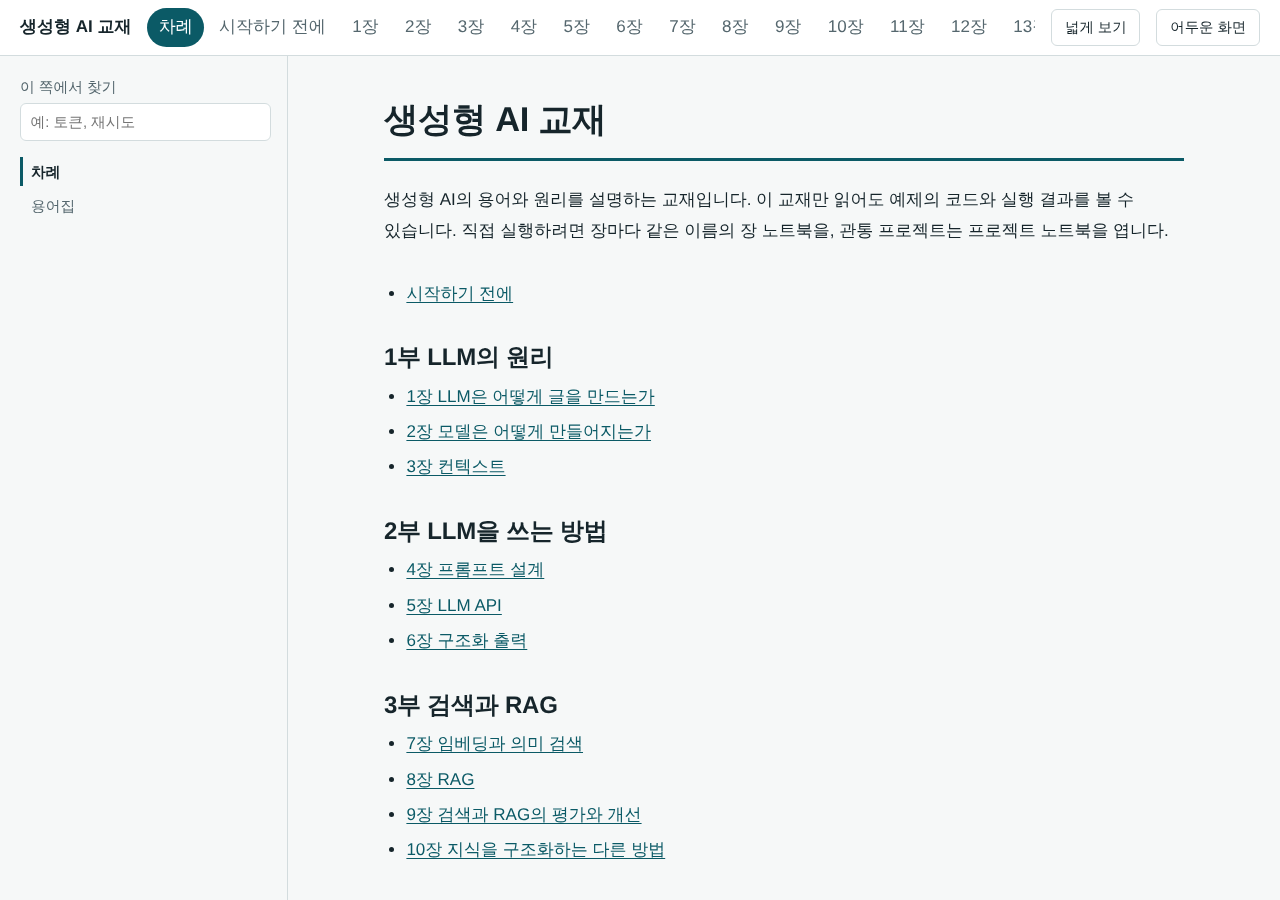 생성형 AI 교재
차례
시작하기 전에
1장
2장
3장
4장
5장
6장
7장
8장
9장
10장
11장
12장
13
넓게 보기
어두운 화면
이 쪽에서 찾기
예: 토큰, 재시도
차례
용어집
생성형 AI 교재
생성형 AI의 용어와 원리를 설명하는 교재입니다. 이 교재만 읽어도 예제의 코드와 실행 결과를 볼 수
있습니다. 직접 실행하려면 장마다 같은 이름의 장 노트북을, 관통 프로젝트는 프로젝트 노트북을 엽니다.
시작하기 전에
1부 LLM의 원리
1장 LLM은 어떻게 글을 만드는가
2장 모델은 어떻게 만들어지는가
3장 컨텍스트
2부 LLM을 쓰는 방법
4장 프롬프트 설계
5장 LLM API
6장 구조화 출력
3부 검색과 RAG
7장 임베딩과 의미 검색
8장 RAG
9장 검색과 RAG의 평가와 개선
10장 지식을 구조화하는 다른 방법